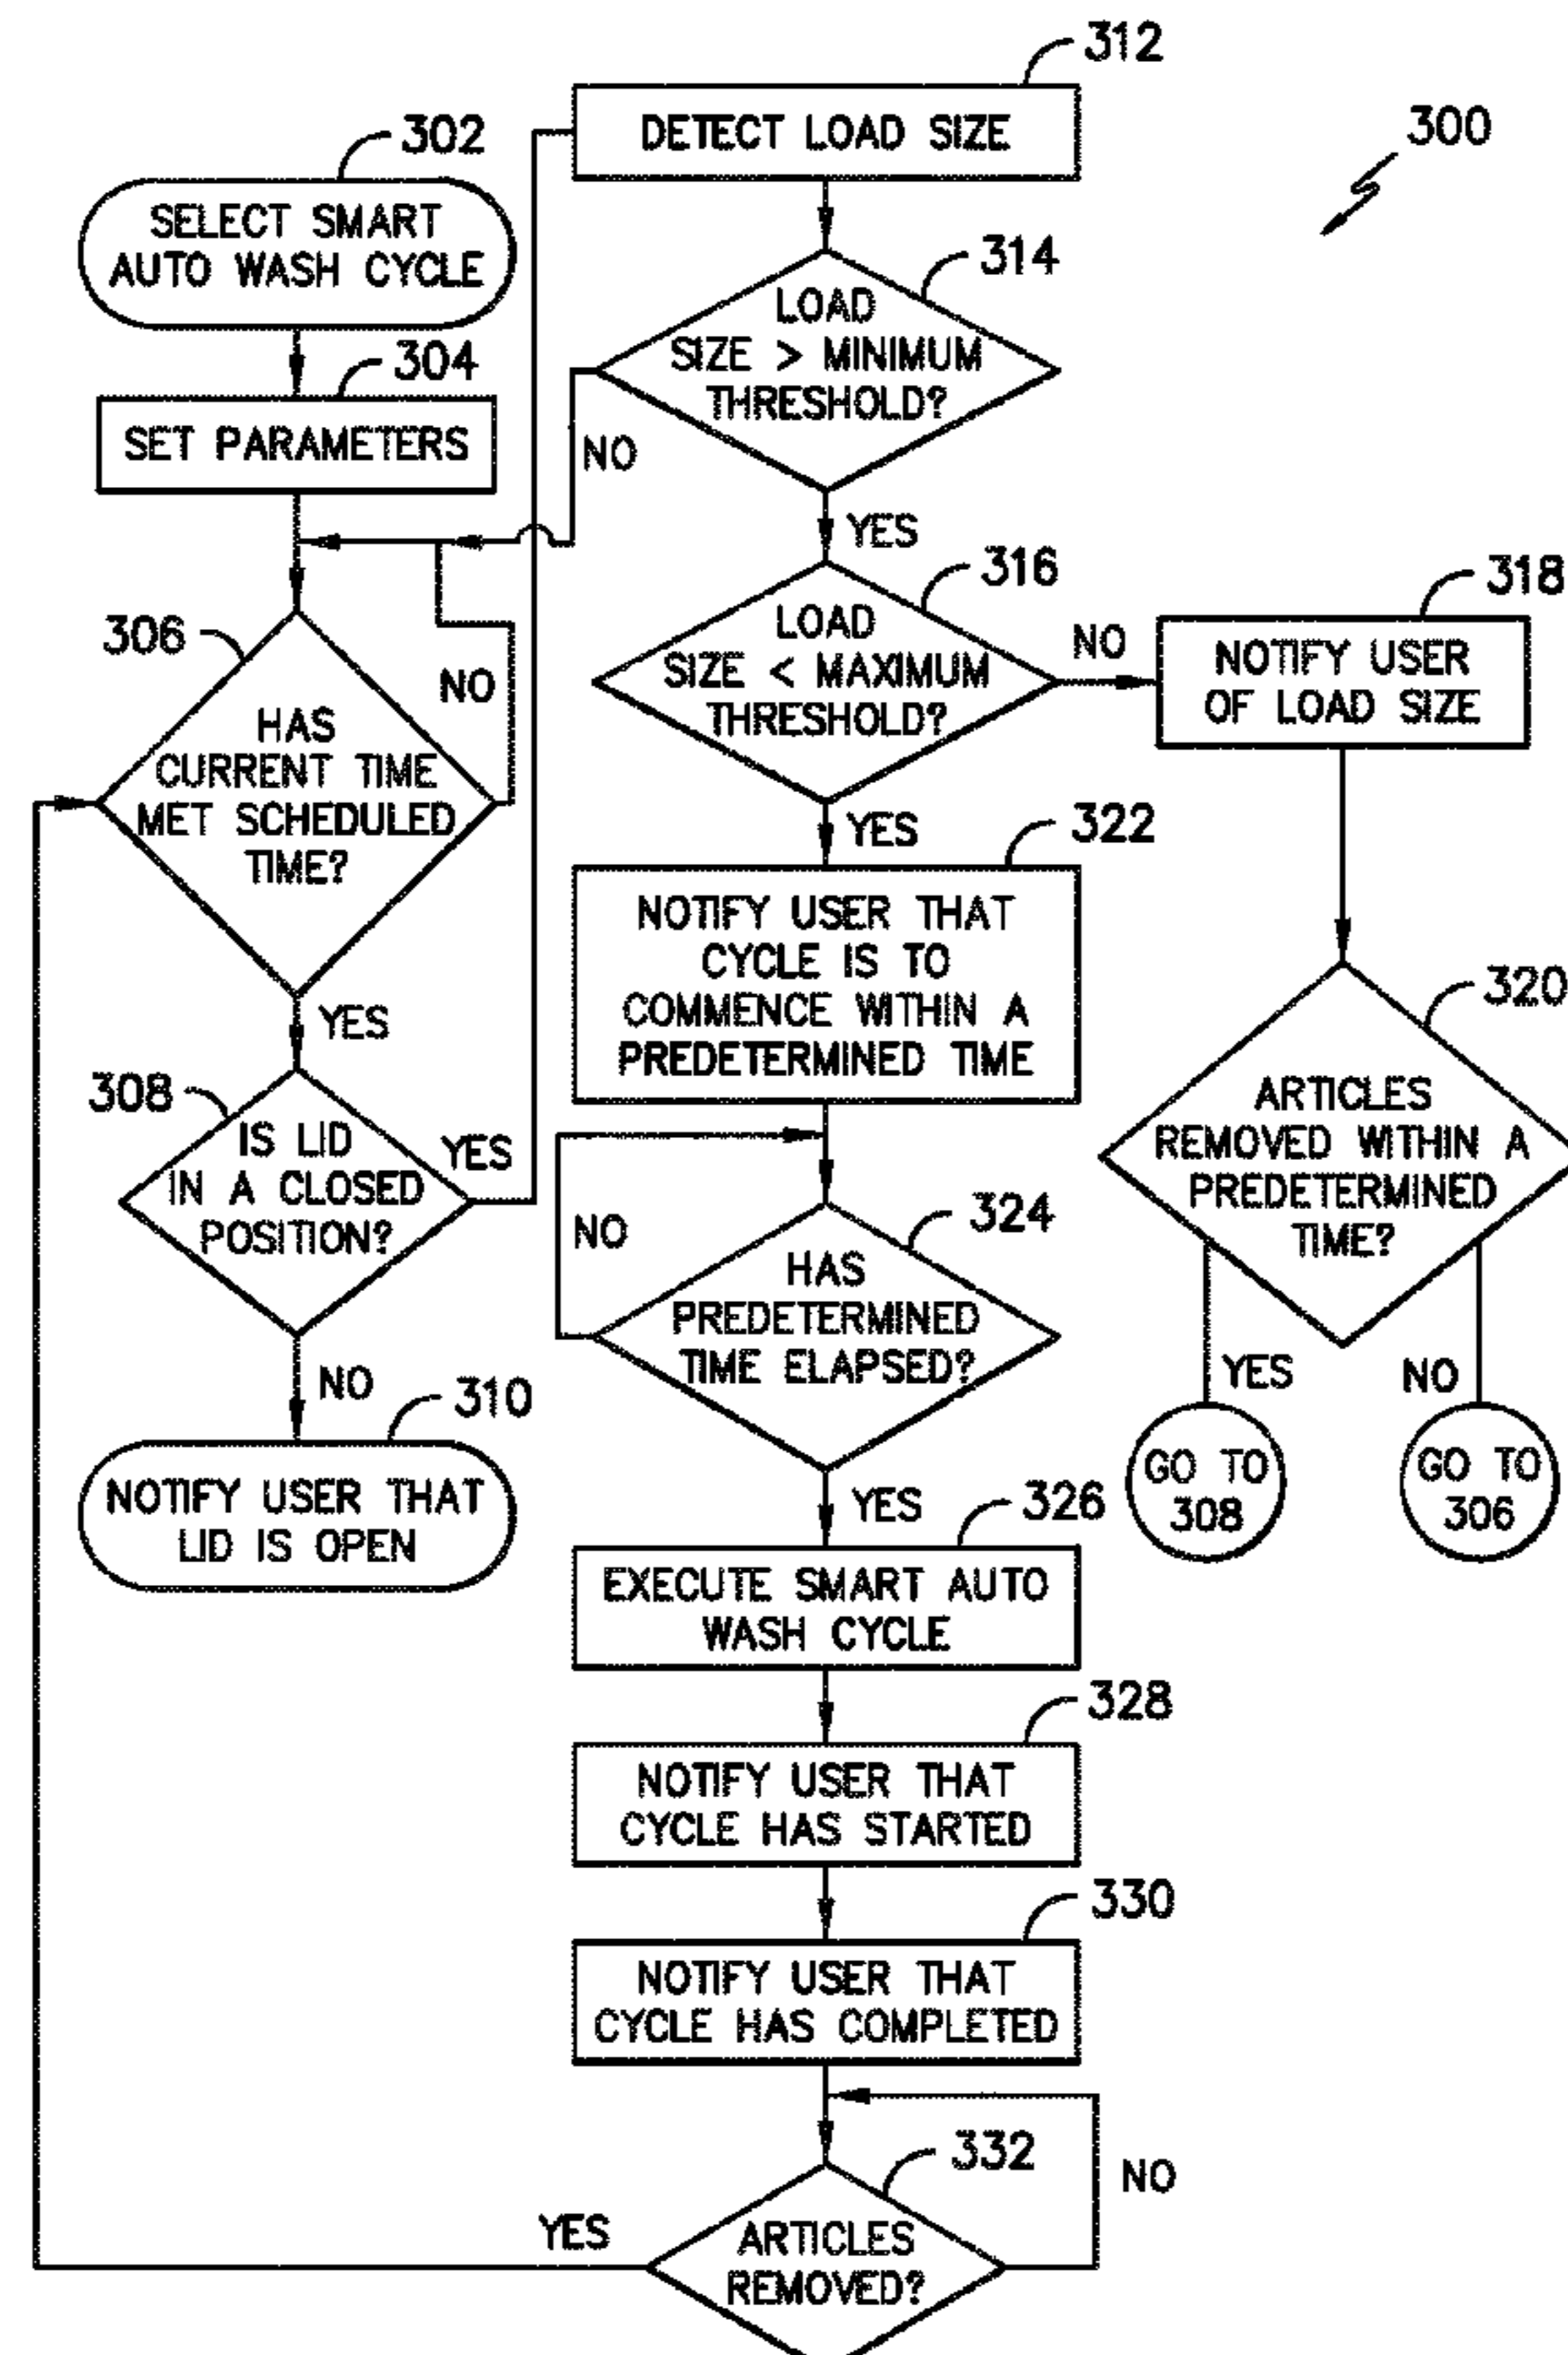 300
302
SELECT SMART
AUTO WASH CYCLE
304
SET PARAMETERS
306
HAS
CURRENT TIME
MET SCHEDULED
TIME?
NO
YES
308
IS LID
IN A CLOSED
POSITION?
YES
NO
310
NOTIFY USER THAT
LID IS OPEN
312
DETECT LOAD SIZE
314
LOAD
SIZE > MINIMUM
THRESHOLD?
NO
YES
316
LOAD
SIZE < MAXIMUM
THRESHOLD?
NO
318
NOTIFY USER
OF LOAD SIZE
320
ARTICLES
REMOVED WITHIN A
PREDETERMINED
TIME?
YES
NO
GO TO
308
GO TO
306
YES
322
NOTIFY USER THAT
CYCLE IS TO
COMMENCE WITHIN A
PREDETERMINED TIME
NO
324
HAS
PREDETERMINED
TIME ELAPSED?
YES
326
EXECUTE SMART AUTO
WASH CYCLE
328
NOTIFY USER THAT
CYCLE HAS STARTED
330
NOTIFY USER THAT
CYCLE HAS COMPLETED
332
ARTICLES
REMOVED?
YES
NO